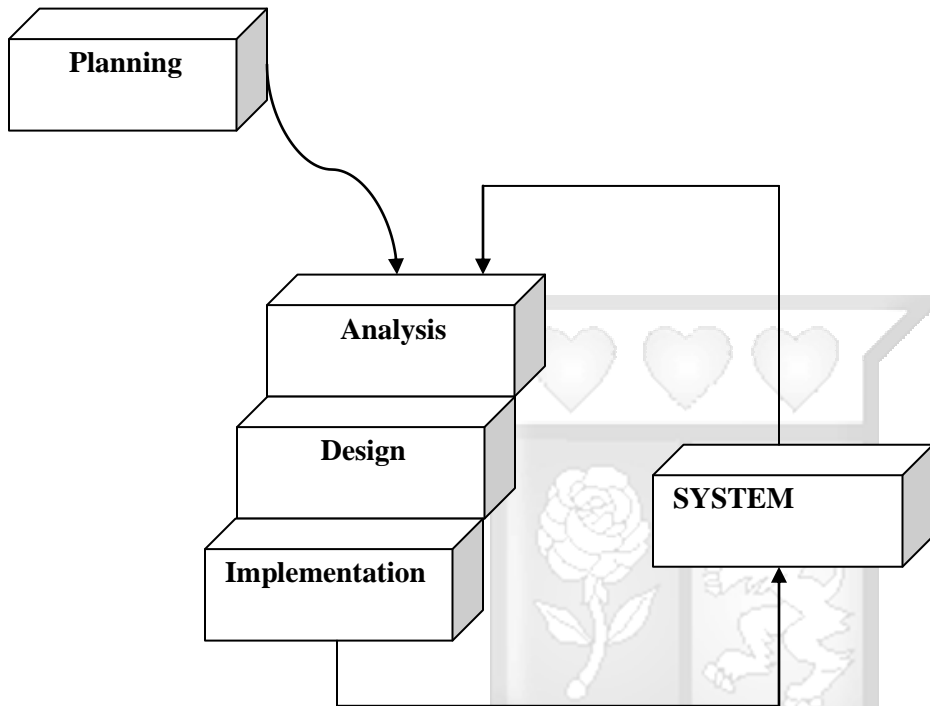 Planning
Analysis
Design
SYSTEM
Implementation